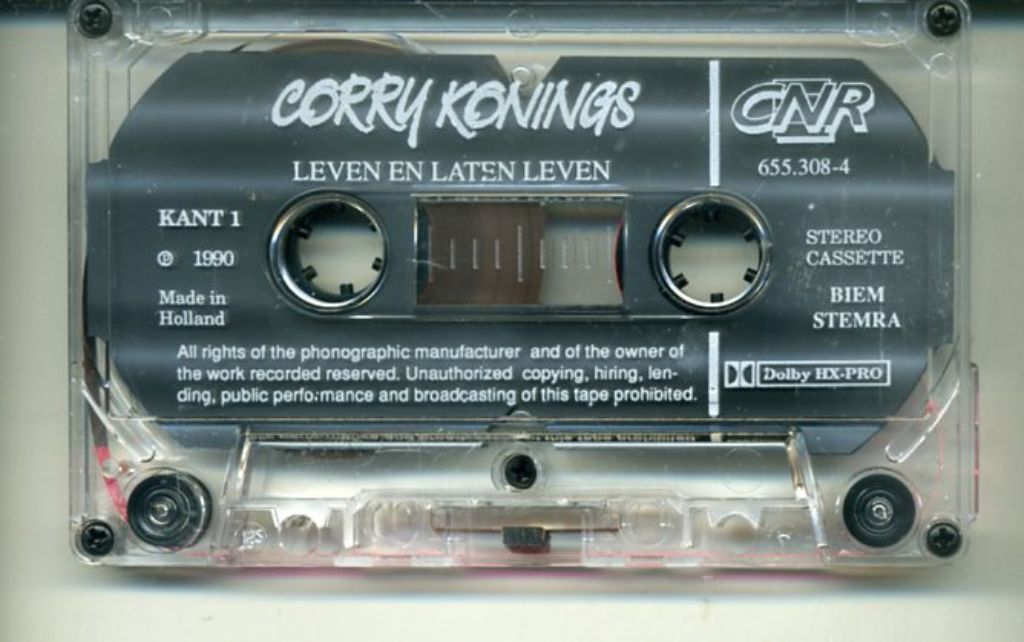 CORRY KONINGS
CNR
LEVEN EN LATEN LEVEN
655.308-4
KANT 1
℗ 1990
Made in
Holland
STEREO
CASSETTE
BIEM
STEMRA
All rights of the phonographic manufacturer and of the owner of
the work recorded reserved. Unauthorized copying, hiring, len-
ding, public performance and broadcasting of this tape prohibited.
Dolby HX-PRO